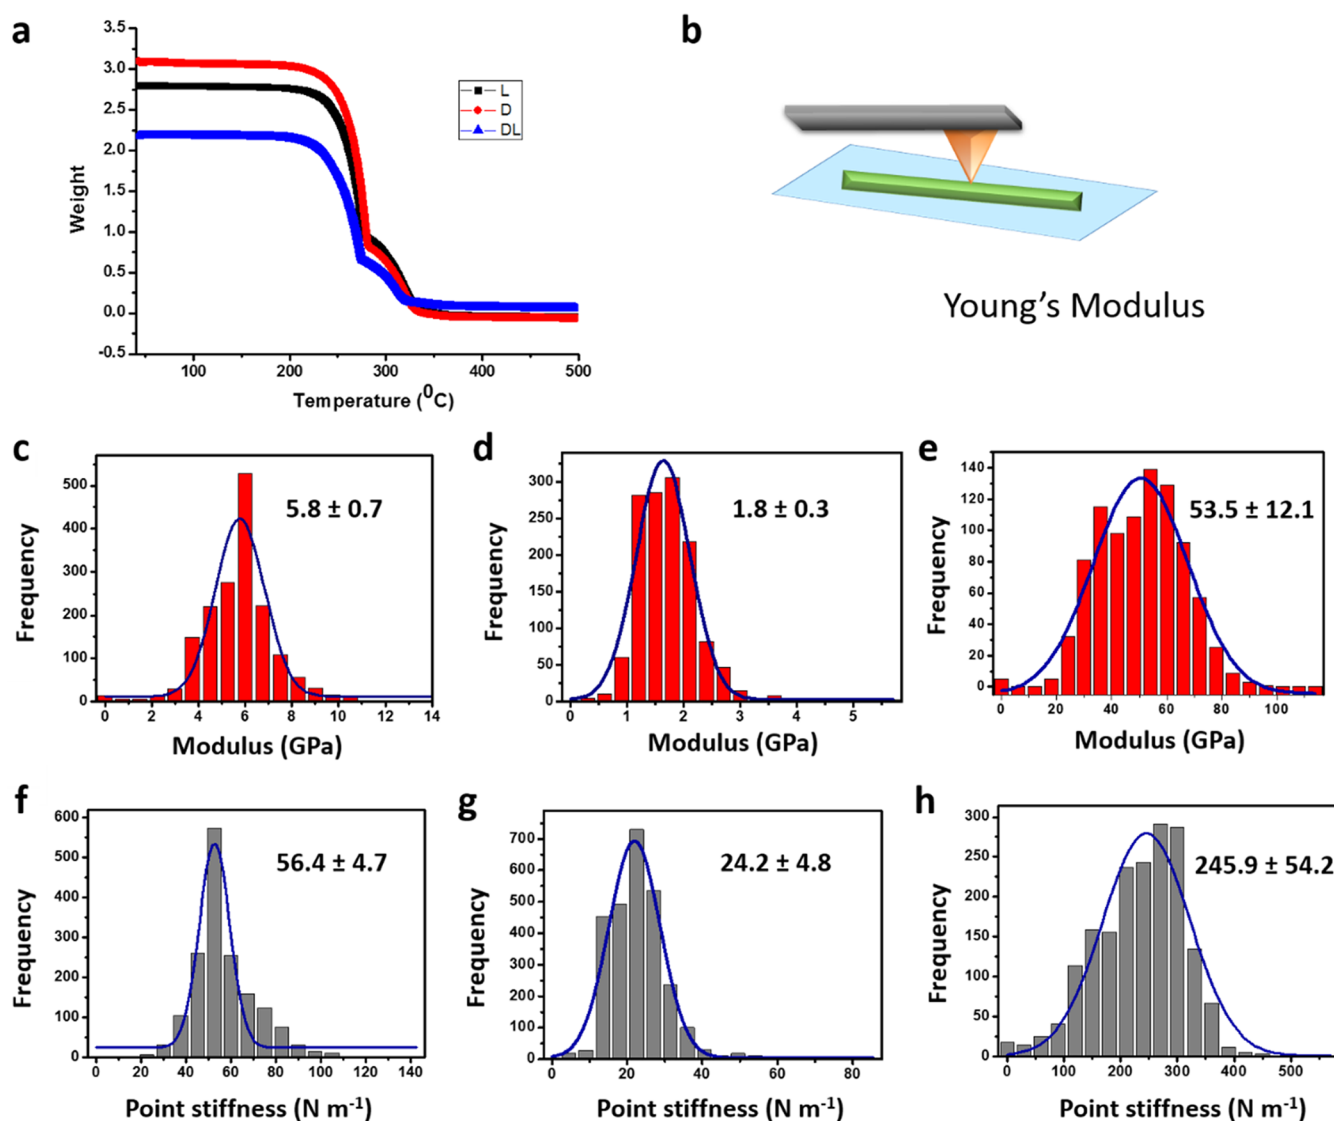 a
3.5
3.0
2.5
2.0
1.5
1.0
0.5
0.0
-0.5
Weight
100 200 300 400 500
Temperature (⁰C)
L
D
DL
b
Young's Modulus
c
500
400
300
200
100
0
Frequency
5.8 ± 0.7
0 2 4 6 8 10 12 14
Modulus (GPa)
d
300
250
200
150
100
50
0
Frequency
1.8 ± 0.3
0 1 2 3 4 5
Modulus (GPa)
e
140
120
100
80
60
40
20
0
Frequency
53.5 ± 12.1
0 20 40 60 80 100
Modulus (GPa)
f
600
500
400
300
200
100
0
Frequency
56.4 ± 4.7
0 20 40 60 80 100 120 140
Point stiffness (N m⁻¹)
g
700
600
500
400
300
200
100
0
Frequency
24.2 ± 4.8
0 20 40 60 80
Point stiffness (N m⁻¹)
h
300
250
200
150
100
50
0
Frequency
245.9 ± 54.2
0 100 200 300 400 500
Point stiffness (N m⁻¹)